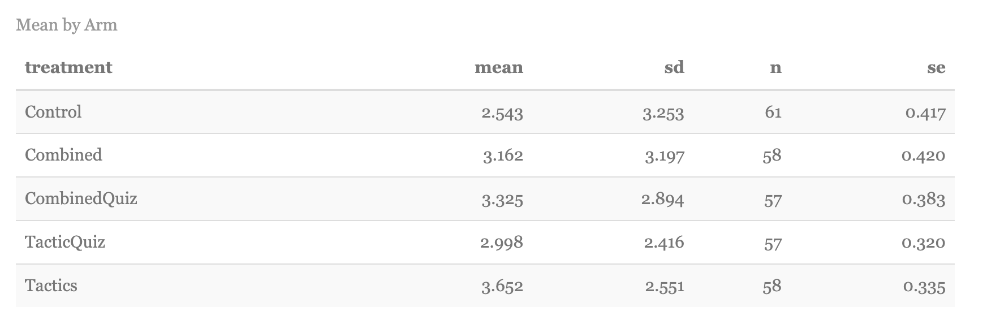 Mean by Arm
treatment mean sd n se
Control 2.543 3.253 61 0.417
Combined 3.162 3.197 58 0.420
CombinedQuiz 3.325 2.894 57 0.383
TacticQuiz 2.998 2.416 57 0.320
Tactics 3.652 2.551 58 0.335